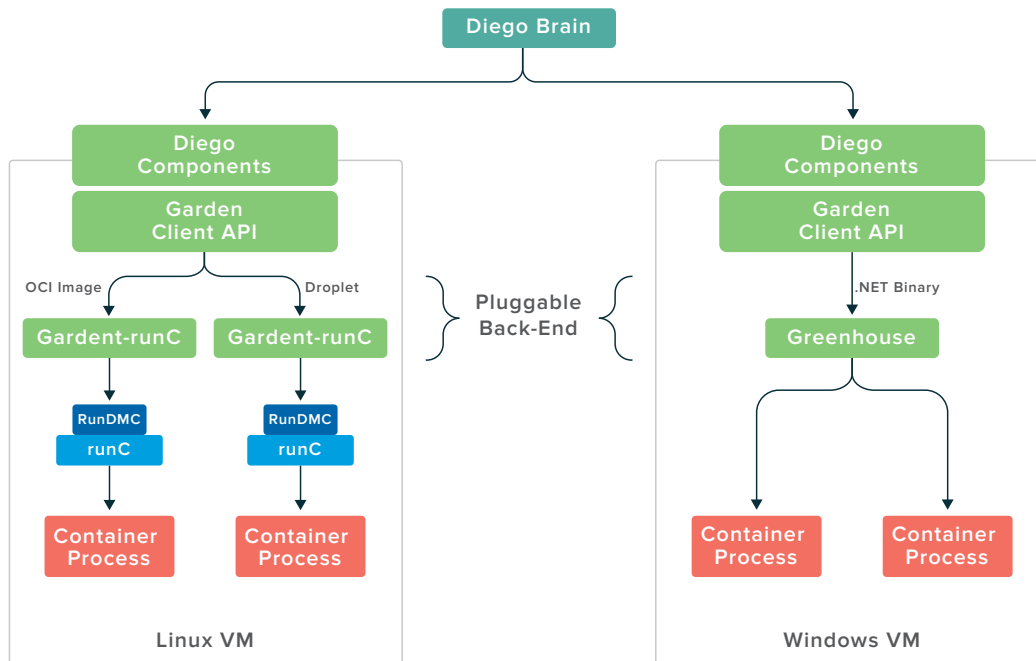 Diego Brain
Diego
Components
Diego
Components
Garden
Client API
Garden
Client API
OCI Image
Droplet
Pluggable
Back-End
.NET Binary
Gardent-runC
Gardent-runC
Greenhouse
RunDMC
runC
RunDMC
runC
Container
Process
Container
Process
Container
Process
Container
Process
Linux VM
Windows VM